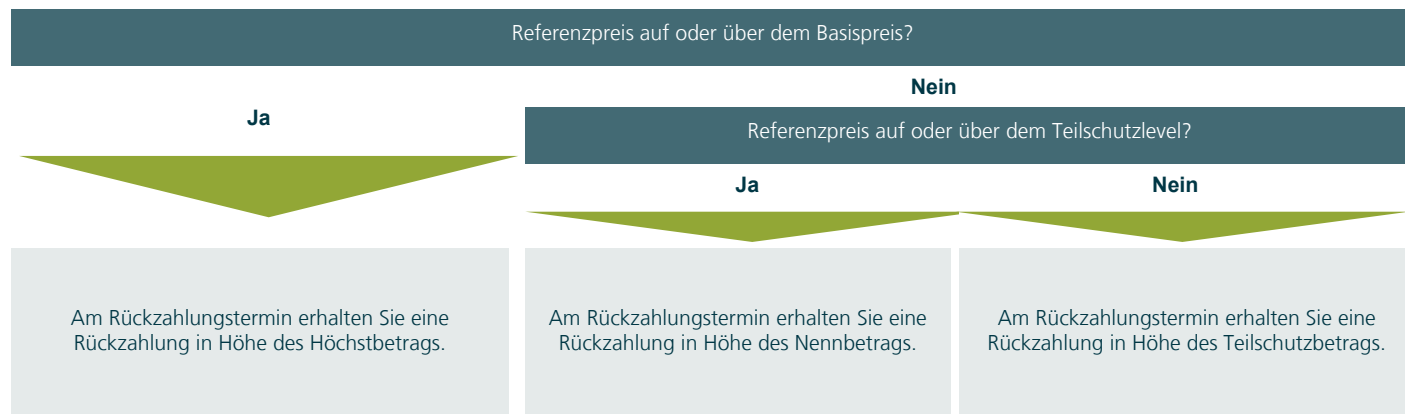 Referenzpreis auf oder über dem Basispreis?
Ja
Nein
Referenzpreis auf oder über dem Teilschutzlevel?
Ja
Nein
Am Rückzahlungstermin erhalten Sie eine
Rückzahlung in Höhe des Höchstbetrags.
Am Rückzahlungstermin erhalten Sie eine
Rückzahlung in Höhe des Nennbetrags.
Am Rückzahlungstermin erhalten Sie eine
Rückzahlung in Höhe des Teilschutzbetrags.